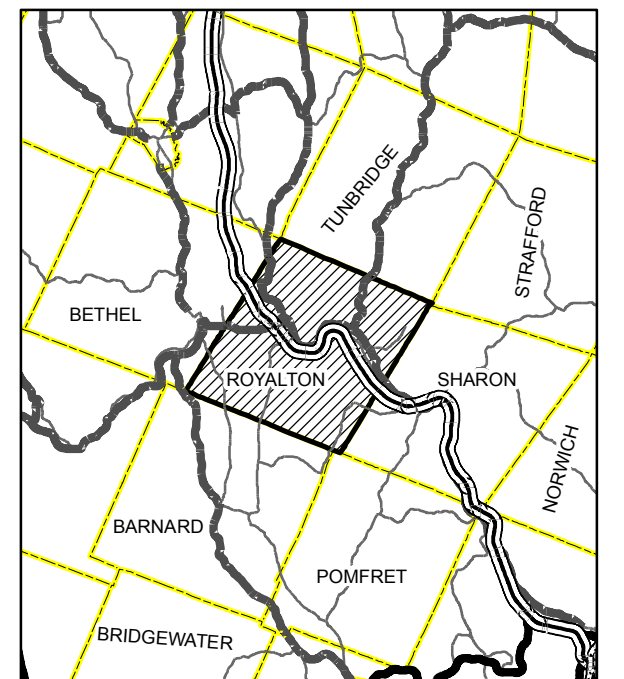 TUNBRIDGE
STRAFFORD
BETHEL
ROYALTON
SHARON
NORWICH
BARNARD
POMFRET
BRIDGEWATER